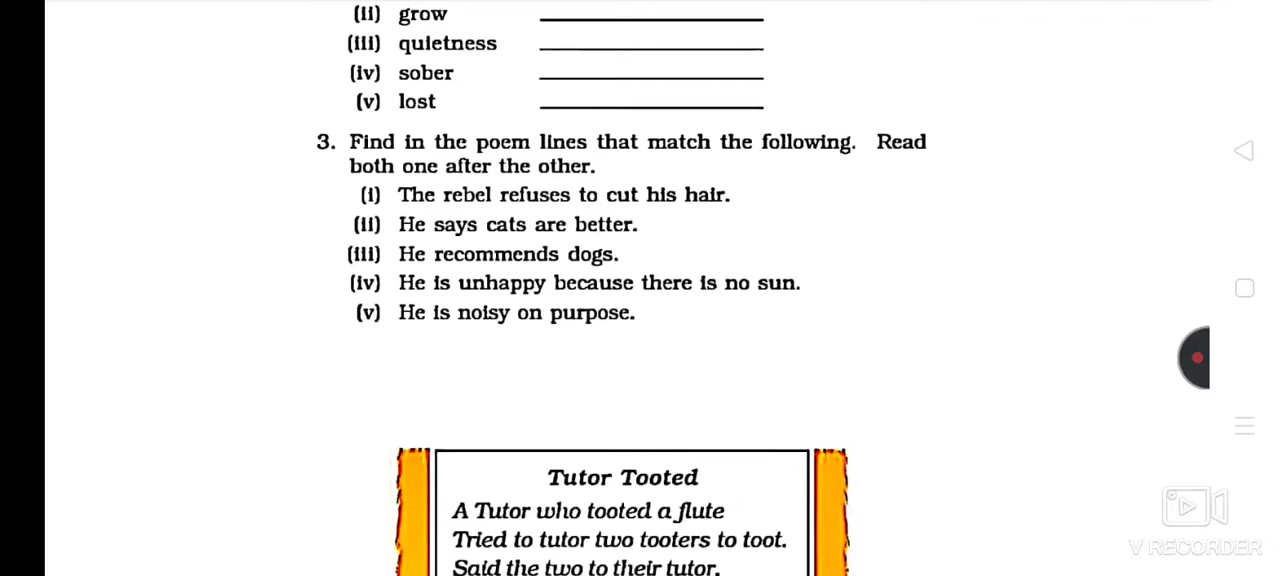 (ii) grow
(iii) quietness
(iv) sober
(v) lost
3. Find in the poem lines that match the following. Read
both one after the other.
(i) The rebel refuses to cut his hair.
(ii) He says cats are better.
(iii) He recommends dogs.
(iv) He is unhappy because there is no sun.
(v) He is noisy on purpose.
Tutor Tooted
A Tutor who tooted a flute
Tried to tutor two tooters to toot.
Said the two to their tutor,
V RECORDER